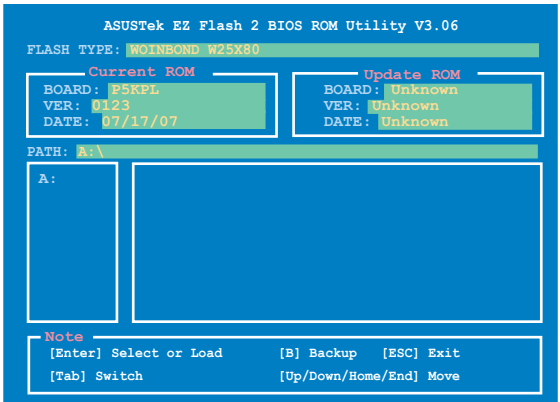 ASUSTek EZ Flash 2 BIOS ROM Utility V3.06
FLASH TYPE: WOINBOND W25X80
Current ROM
BOARD: P5KPL
VER: 0123
DATE: 07/17/07
Update ROM
BOARD: Unknown
VER: Unknown
DATE: Unknown
PATH: A:\
A:
Note
[Enter] Select or Load [B] Backup [ESC] Exit
[Tab] Switch [Up/Down/Home/End] Move